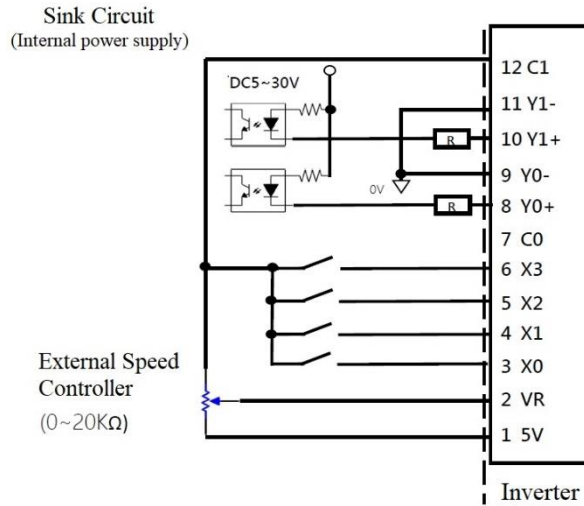 Sink Circuit
(Internal power supply)
DC5~30V
12 C1
11 Y1-
R
10 Y1+
0V
9 Y0-
R
8 Y0+
7 C0
6 X3
5 X2
4 X1
3 X0
External Speed
Controller
(0~20KΩ)
2 VR
1 5V
Inverter